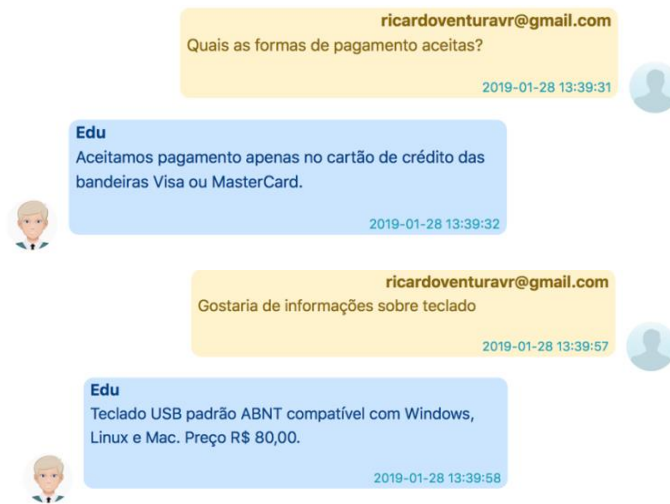 ricardoventuravr@gmail.com
Quais as formas de pagamento aceitas?
2019-01-28 13:39:31
Edu
Aceitamos pagamento apenas no cartão de crédito das
bandeiras Visa ou MasterCard.
2019-01-28 13:39:32
ricardoventuravr@gmail.com
Gostaria de informações sobre teclado
2019-01-28 13:39:57
Edu
Teclado USB padrão ABNT compatível com Windows,
Linux e Mac. Preço R$ 80,00.
2019-01-28 13:39:58